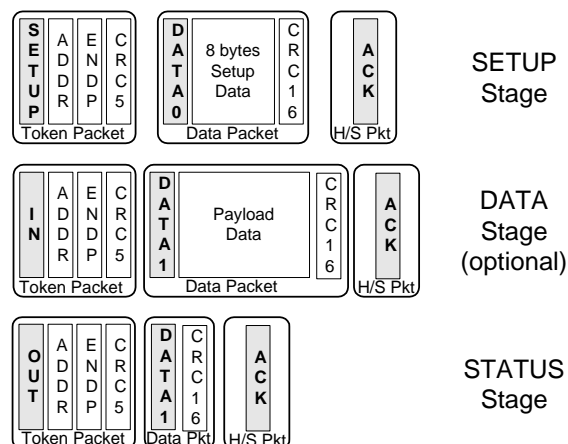 SETUP
ADDR
ENDP
CRC5
Token Packet
DATA0
8 bytes
Setup
Data
CRC16
Data Packet
ACK
H/S Pkt
SETUP
Stage
IN
ADDR
ENDP
CRC5
Token Packet
DATA1
Payload
Data
CRC16
Data Packet
ACK
H/S Pkt
DATA
Stage
(optional)
OUT
ADDR
ENDP
CRC5
Token Packet
DATA1
CRC16
Data Pkt
ACK
H/S Pkt
STATUS
Stage